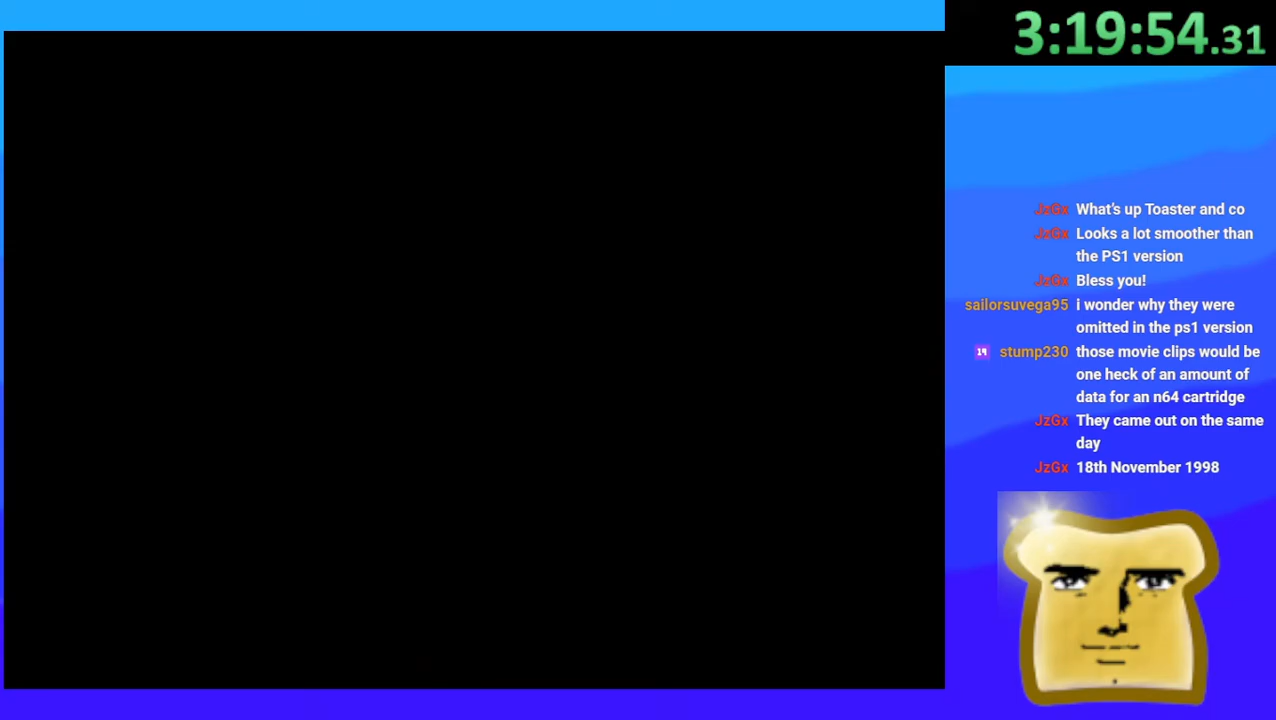 3:19:54.31
JzGx What's up Toaster and co
JzGx Looks a lot smoother than
the PS1 version
JzGx Bless you!
sailorsuvega95 i wonder why they were
omitted in the ps1 version
19 stump230 those movie clips would be
one heck of an amount of
data for an n64 cartridge
JzGx They came out on the same
day
JzGx 18th November 1998